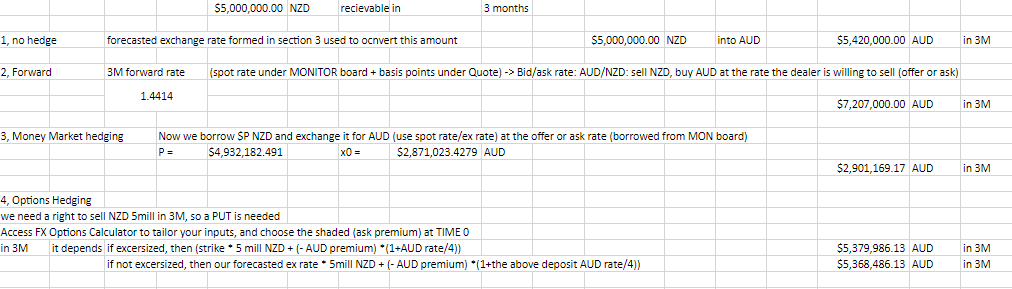 $5,000,000.00 NZD recievable in 3 months
1, no hedge forecasted exchange rate formed in section 3 used to ocnvert this amount $5,000,000.00 NZD into AUD $5,420,000.00 AUD in 3M
2, Forward 3M forward rate (spot rate under MONITOR board + basis points under Quote) -> Bid/ask rate: AUD/NZD: sell NZD, buy AUD at the rate the dealer is willing to sell (offer or ask)
1.4414
$7,207,000.00 AUD in 3M
3, Money Market hedging Now we borrow $P NZD and exchange it for AUD (use spot rate/ex rate) at the offer or ask rate (borrowed from MON board)
P = $4,932,182.491 x0 = $2,871,023.4279 AUD
$2,901,169.17 AUD in 3M
4, Options Hedging
we need a right to sell NZD 5mill in 3M, so a PUT is needed
Access FX Options Calculator to tailor your inputs, and choose the shaded (ask premium) at TIME 0
in 3M it depends if excersized, then (strike * 5 mill NZD + (- AUD premium) *(1+AUD rate/4)) $5,379,986.13 AUD in 3M
if not excersized, then our forecasted ex rate * 5mill NZD + (- AUD premium) *(1+the above deposit AUD rate/4)) $5,368,486.13 AUD in 3M